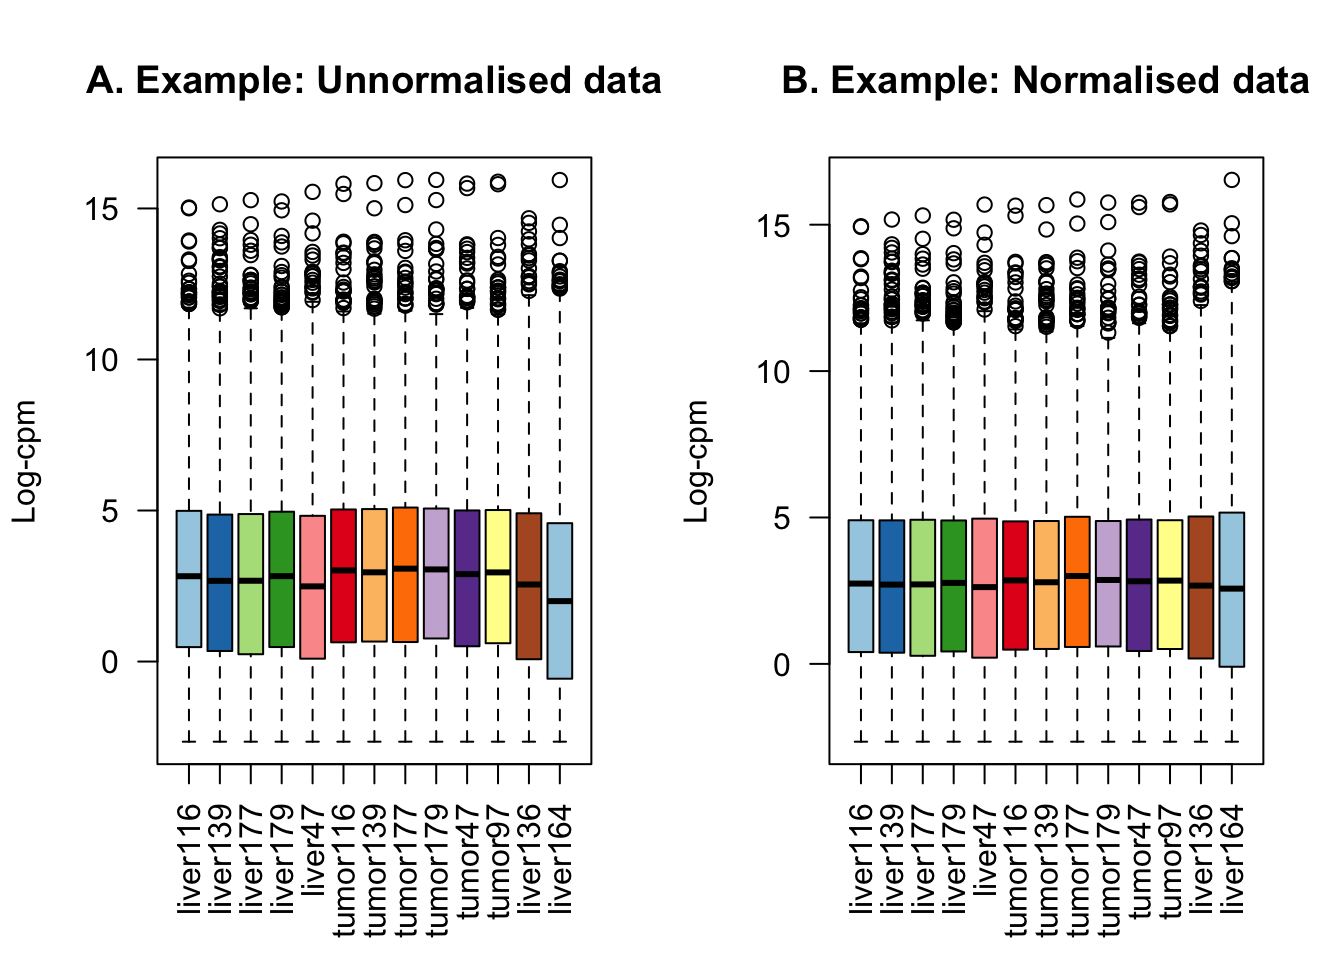 A. Example: Unnormalised data
Log-cpm
15
10
5
0
liver116
liver139
liver177
liver179
liver47
tumor116
tumor139
tumor177
tumor179
tumor47
tumor97
liver136
liver164
B. Example: Normalised data
Log-cpm
15
10
5
0
liver116
liver139
liver177
liver179
liver47
tumor116
tumor139
tumor177
tumor179
tumor47
tumor97
liver136
liver164